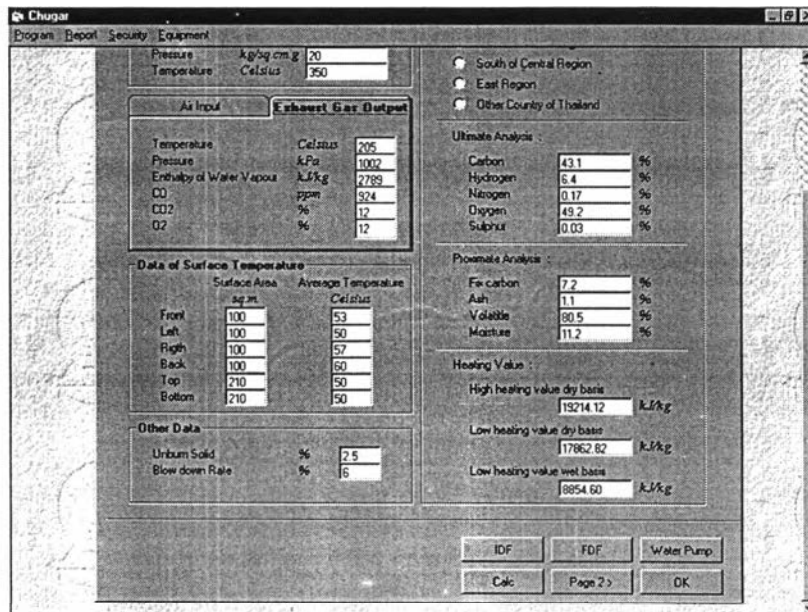 Chugar
Program Report Security Equipment
Pressure kg/sq.cm.g 20
Temperature Celsius 350
Air Input Exhaust Gas Output
Temperature Celsius 205
Pressure kPa 1002
Enthalpy of Water Vapour kJ/kg 2789
CO ppm 924
CO2 % 12
O2 % 12
Data of Surface Temperature
Surface Area Average Temperature
sq.m. Celsius
Front 100 53
Left 100 50
Rigth 100 57
Back 100 60
Top 210 50
Bottom 210 50
Other Data
Unburn Solid % 2.5
Blow down Rate % 6
South of Central Region
East Region
Other Country of Thailand
Ultimate Analysis :
Carbon 43.1 %
Hydrogen 6.4 %
Nitrogen 0.17 %
Oxygen 49.2 %
Sulphur 0.03 %
Proximate Analysis :
Fix carbon 7.2 %
Ash 1.1 %
Volatile 80.5 %
Moisture 11.2 %
Heating Value :
High heating value dry basis
19214.12 kJ/kg
Low heating value dry basis
17862.82 kJ/kg
Low heating value wet basis
8854.60 kJ/kg
IDF FDF Water Pump
Calc Page 2 > OK